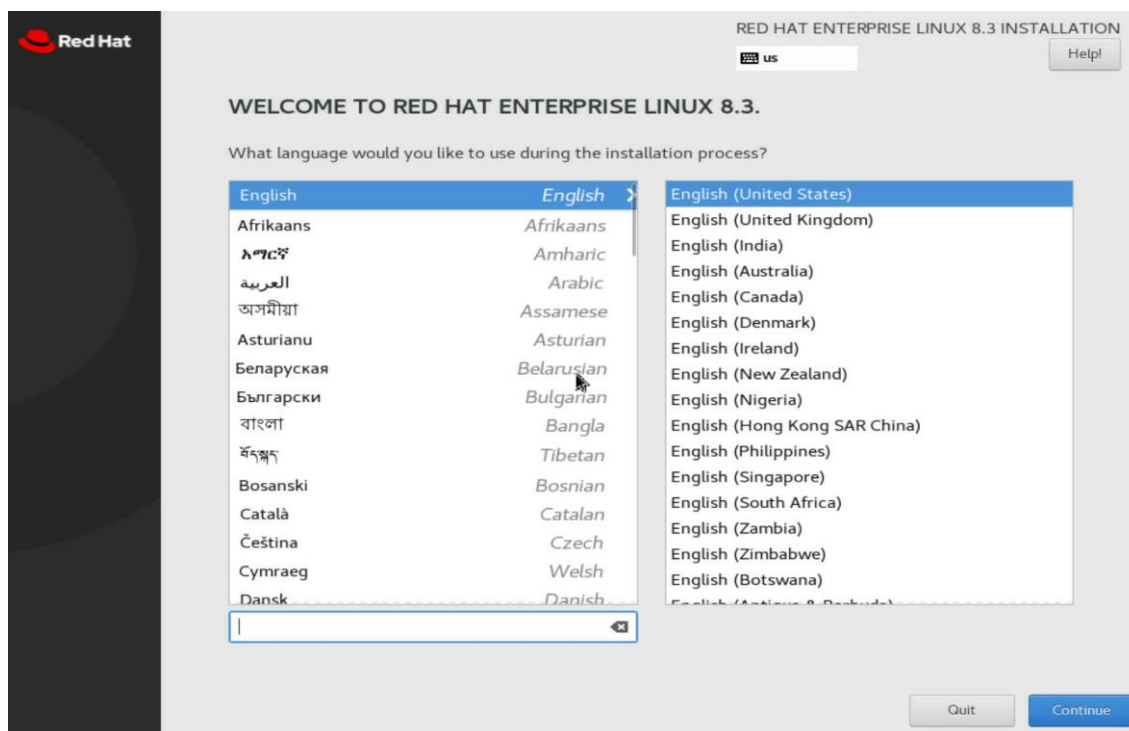 Red Hat
RED HAT ENTERPRISE LINUX 8.3 INSTALLATION
us
Help!
WELCOME TO RED HAT ENTERPRISE LINUX 8.3.
What language would you like to use during the installation process?
English English
Afrikaans Afrikaans
አማርኛ Amharic
العربية Arabic
অসমীয়া Assamese
Asturianu Asturian
Беларуская Belarusian
Български Bulgarian
বাংলা Bangla
བོད་སྐད་ Tibetan
Bosanski Bosnian
Català Catalan
Čeština Czech
Cymraeg Welsh
Dansk Danish
English (United States)
English (United Kingdom)
English (India)
English (Australia)
English (Canada)
English (Denmark)
English (Ireland)
English (New Zealand)
English (Nigeria)
English (Hong Kong SAR China)
English (Philippines)
English (Singapore)
English (South Africa)
English (Zambia)
English (Zimbabwe)
English (Botswana)
English (Antigua & Barbuda)
Quit
Continue